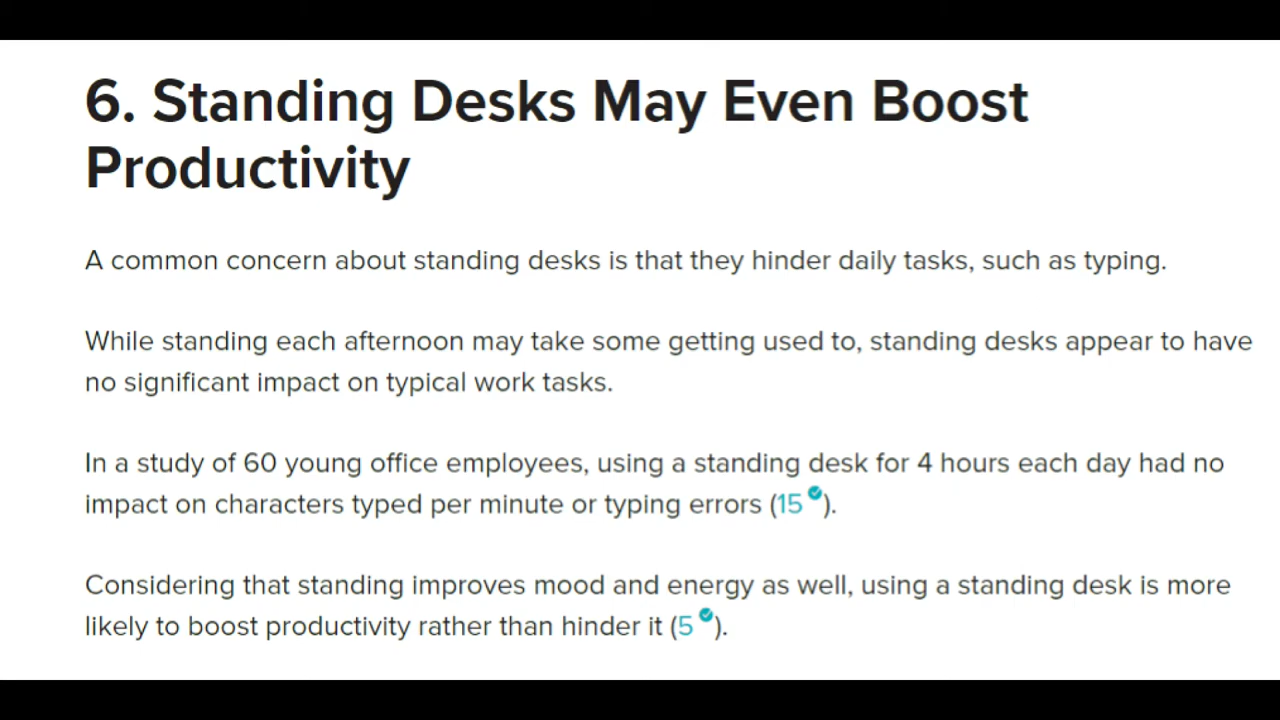 6. Standing Desks May Even Boost
Productivity
A common concern about standing desks is that they hinder daily tasks, such as typing.
While standing each afternoon may take some getting used to, standing desks appear to have
no significant impact on typical work tasks.
In a study of 60 young office employees, using a standing desk for 4 hours each day had no
impact on characters typed per minute or typing errors (15).
Considering that standing improves mood and energy as well, using a standing desk is more
likely to boost productivity rather than hinder it (5).